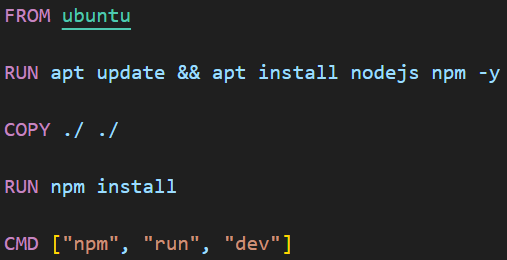 FROM ubuntu
RUN apt update && apt install nodejs npm -y
COPY ./ ./
RUN npm install
CMD ["npm", "run", "dev"]